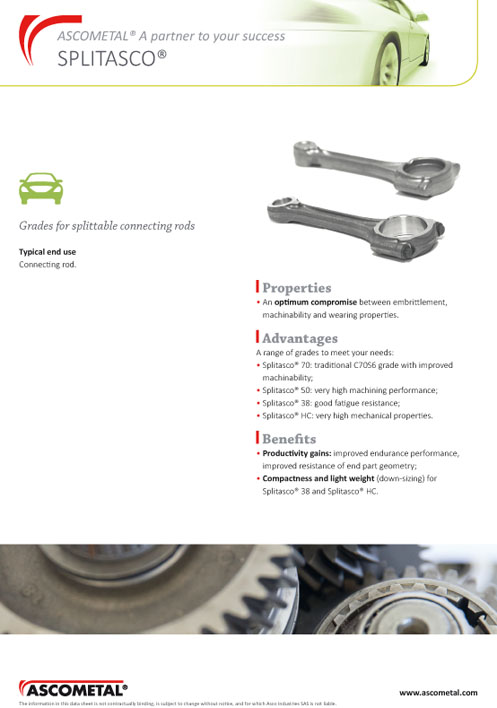 ASCOMETAL® A partner to your success
SPLITASCO®
Grades for splittable connecting rods
Typical end use
Connecting rod.
Properties
• An optimum compromise between embrittlement,
machinability and wearing properties.
Advantages
A range of grades to meet your needs:
• Splitasco® 70: traditional C70S6 grade with improved
machinability;
• Splitasco® 50: very high machining performance;
• Splitasco® 38: good fatigue resistance;
• Splitasco® HC: very high mechanical properties.
Benefits
• Productivity gains: improved endurance performance,
improved resistance of end part geometry;
• Compactness and light weight (down-sizing) for
Splitasco® 38 and Splitasco® HC.
ASCOMETAL®
www.ascometal.com
The information in this data sheet is not contractually binding, is subject to change without notice, and for which Asco Industries SAS is not liable.